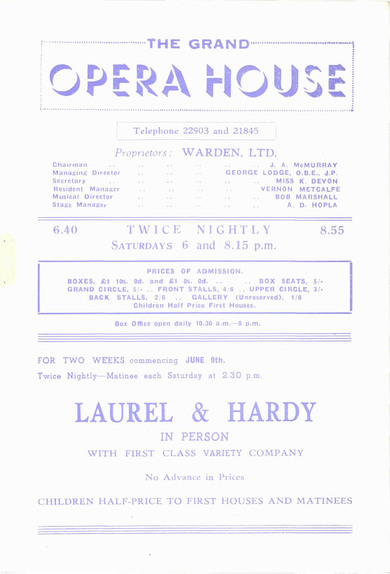 THE GRAND
OPERA HOUSE
Telephone 22903 and 21845
Proprietors: WARDEN, LTD.
Chairman .. .. .. .. .. J. A. McMURRAY
Managing Director .. .. .. GEORGE LODGE, O.B.E., J.P.
Secretary .. .. .. .. .. MISS K. DEVON
Resident Manager .. .. .. .. VERNON METCALFE
Musical Director .. .. .. .. BOB MARSHALL
Stage Manager .. .. .. .. .. A. D. HOPLA
6.40 TWICE NIGHTLY 8.55
SATURDAYS 6 and 8.15 p.m.
PRICES OF ADMISSION.
BOXES, £1 10s. 0d. and £1 0s. 0d. .. .. BOX SEATS, 5/-
GRAND CIRCLE, 5/- .. FRONT STALLS, 4/6 .. UPPER CIRCLE, 3/-
BACK STALLS, 2/6 .. GALLERY (Unreserved), 1/6
Children Half Price First Houses.
Box Office open daily 10.30 a.m.—8 p.m.
FOR TWO WEEKS commencing JUNE 9th.
Twice Nightly—Matinee each Saturday at 2 30 p.m.
LAUREL & HARDY
IN PERSON
WITH FIRST CLASS VARIETY COMPANY
No Advance in Prices
CHILDREN HALF-PRICE TO FIRST HOUSES AND MATINEES